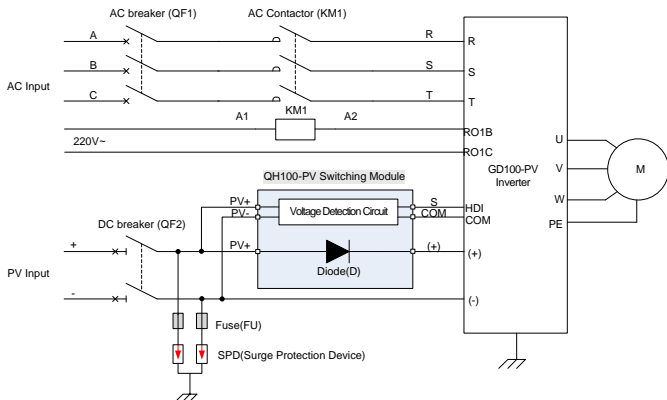 AC breaker (QF1)
AC Contactor (KM1)
A
R
R
B
S
S
AC Input
C
T
T
A1
KM1
A2
RO1B
220V~
RO1C
GD100-PV
Inverter
U
V
W
PE
M
QH100-PV Switching Module
PV+
S
HDI
PV-
Voltage Detection Circuit
COM
COM
DC breaker (QF2)
+
PV+
(+)
(+)
Diode(D)
PV Input
-
(-)
Fuse(FU)
SPD(Surge Protection Device)